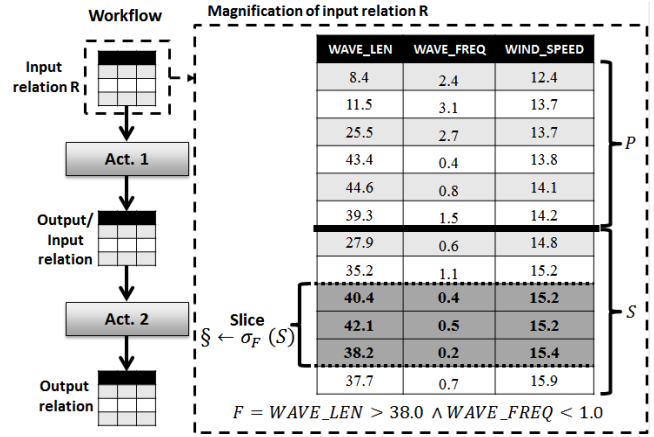 Workflow
Input
relation R
Act. 1
Output/
Input
relation
Act. 2
Output
relation
Magnification of input relation R
WAVE_LEN WAVE_FREQ WIND_SPEED
8.4 2.4 12.4
11.5 3.1 13.7
25.5 2.7 13.7
43.4 0.4 13.8
44.6 0.8 14.1
39.3 1.5 14.2
27.9 0.6 14.8
35.2 1.1 15.2
40.4 0.4 15.2
42.1 0.5 15.2
38.2 0.2 15.4
37.7 0.7 15.9
P
S
Slice
§ ← σ_F (S)
F = WAVE_LEN > 38.0 ∧ WAVE_FREQ < 1.0